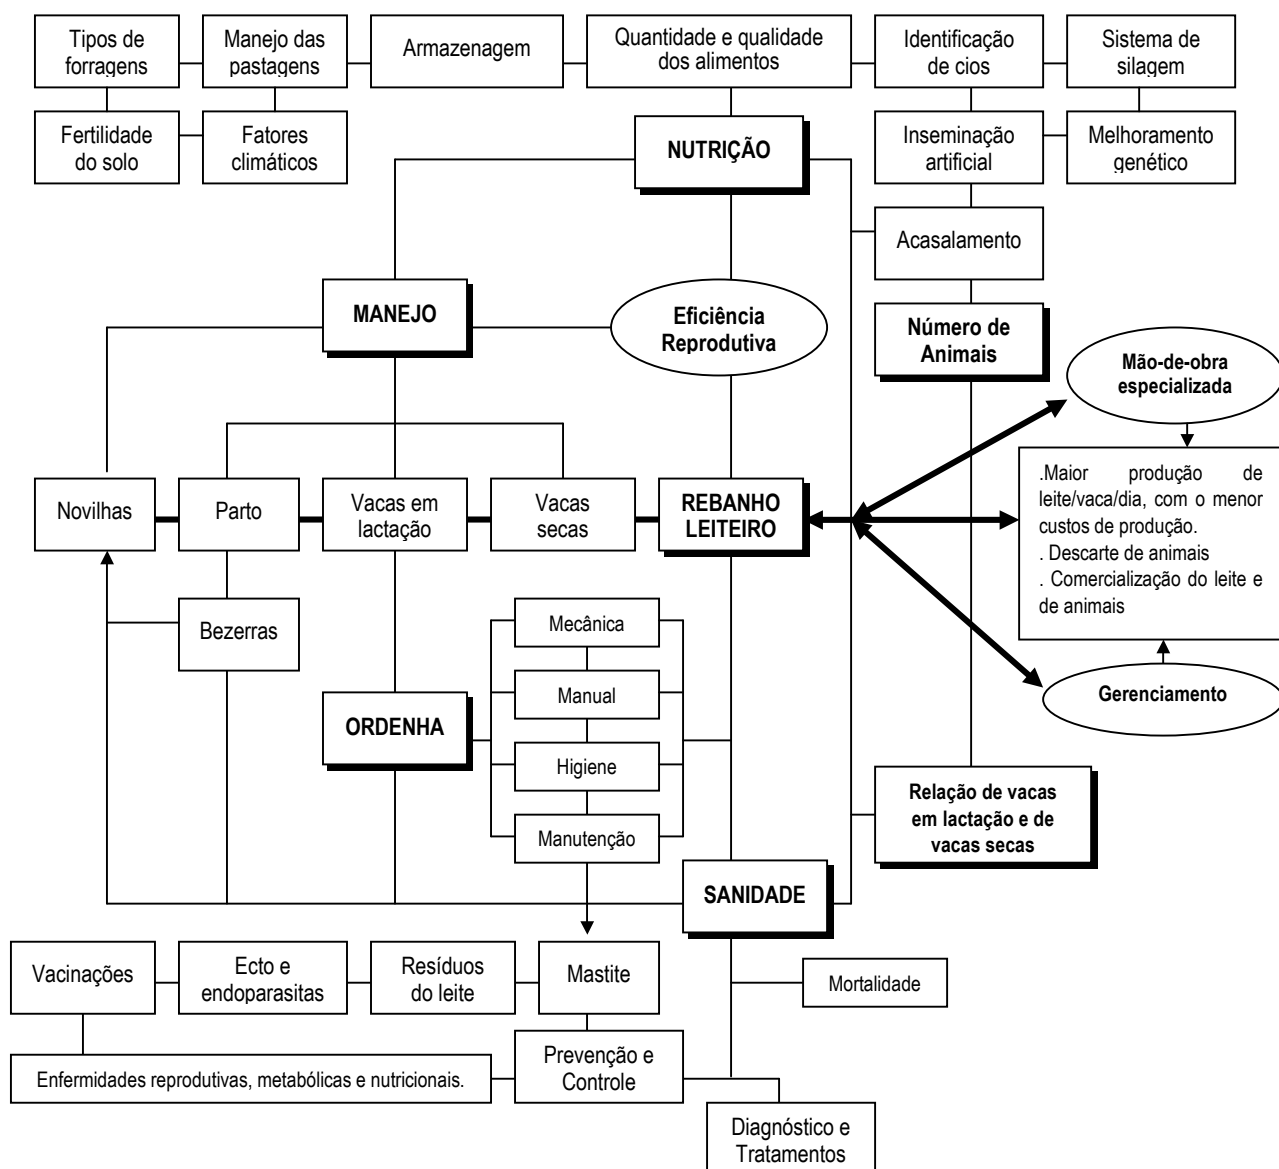 Tipos de
forragens
Manejo das
pastagens
Armazenagem
Quantidade e qualidade
dos alimentos
Identificação
de cios
Sistema de
silagem
Fertilidade
do solo
Fatores
climáticos
NUTRIÇÃO
Inseminação
artificial
Melhoramento
genético
Acasalamento
MANEJO
Eficiência
Reprodutiva
Número de
Animais
Mão-de-obra
especializada
Novilhas
Parto
Vacas em
lactação
Vacas
secas
REBANHO
LEITEIRO
.Maior produção de
leite/vaca/dia, com o menor
custos de produção.
. Descarte de animais
. Comercialização do leite e
de animais
Bezerras
Mecânica
Manual
ORDENHA
Higiene
Manutenção
Gerenciamento
Relação de vacas
em lactação e de
vacas secas
SANIDADE
Vacinações
Ecto e
endoparasitas
Resíduos
do leite
Mastite
Mortalidade
Enfermidades reprodutivas, metabólicas e nutricionais.
Prevenção e
Controle
Diagnóstico e
Tratamentos